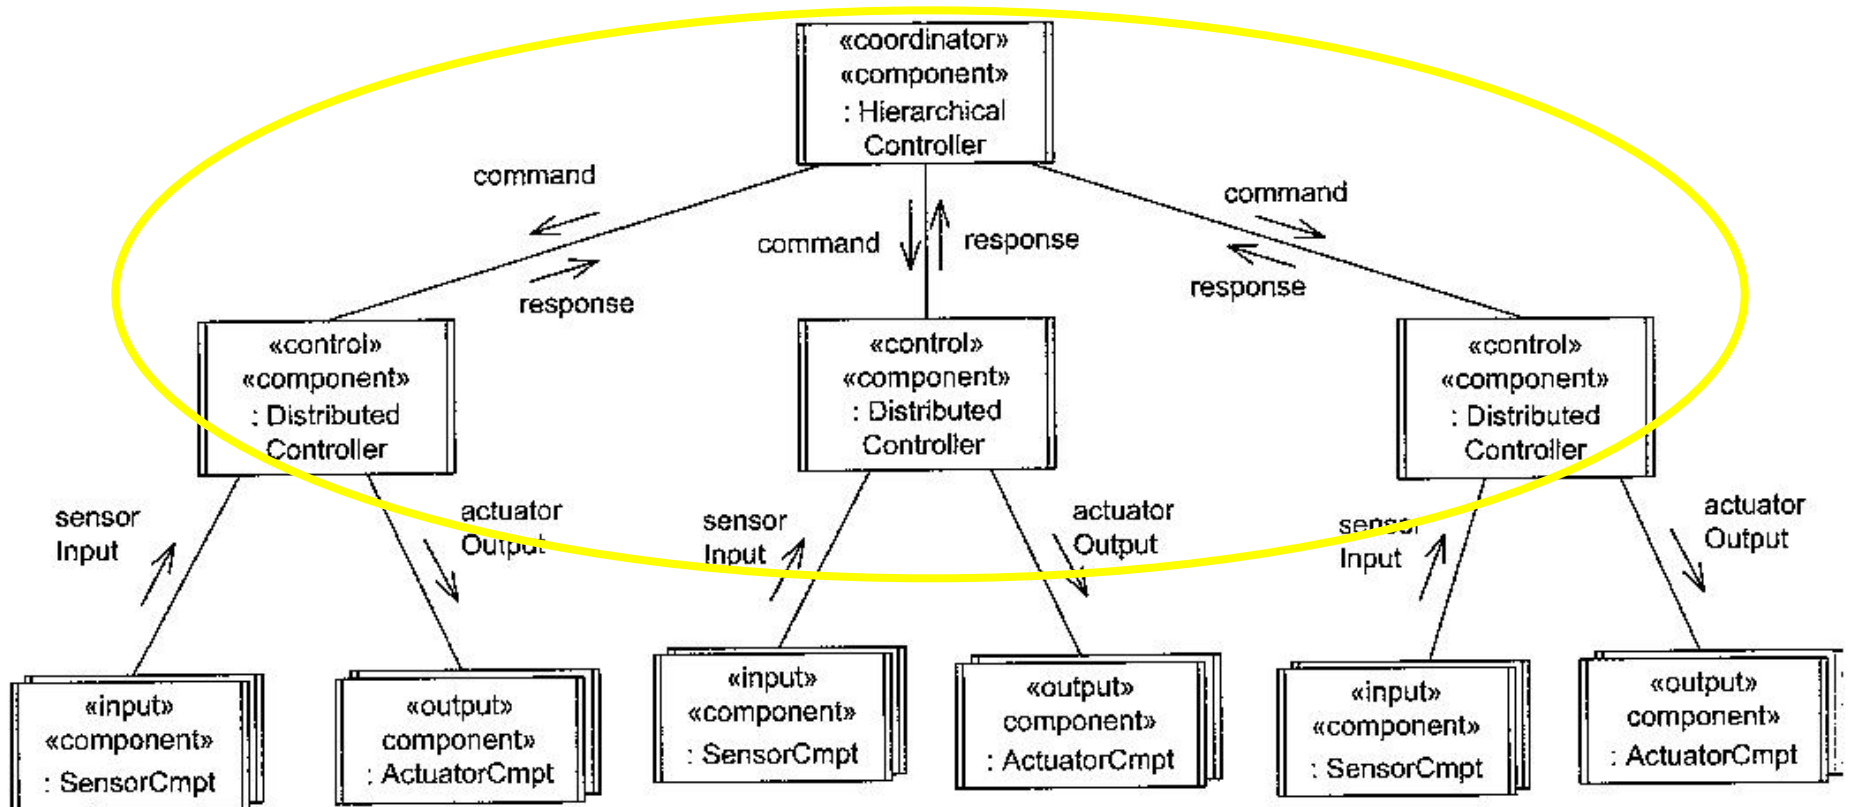 «coordinator»
«component»
: Hierarchical
Controller
command
response
command
response
command
response
«control»
«component»
: Distributed
Controller
«control»
«component»
: Distributed
Controller
«control»
«component»
: Distributed
Controller
sensor
Input
actuator
Output
sensor
Input
actuator
Output
sensor
Input
actuator
Output
«input»
«component»
: SensorCmpt
«output»
component»
: ActuatorCmpt
«input»
«component»
: SensorCmpt
«output»
component»
: ActuatorCmpt
«input»
«component»
: SensorCmpt
«output»
component»
: ActuatorCmpt